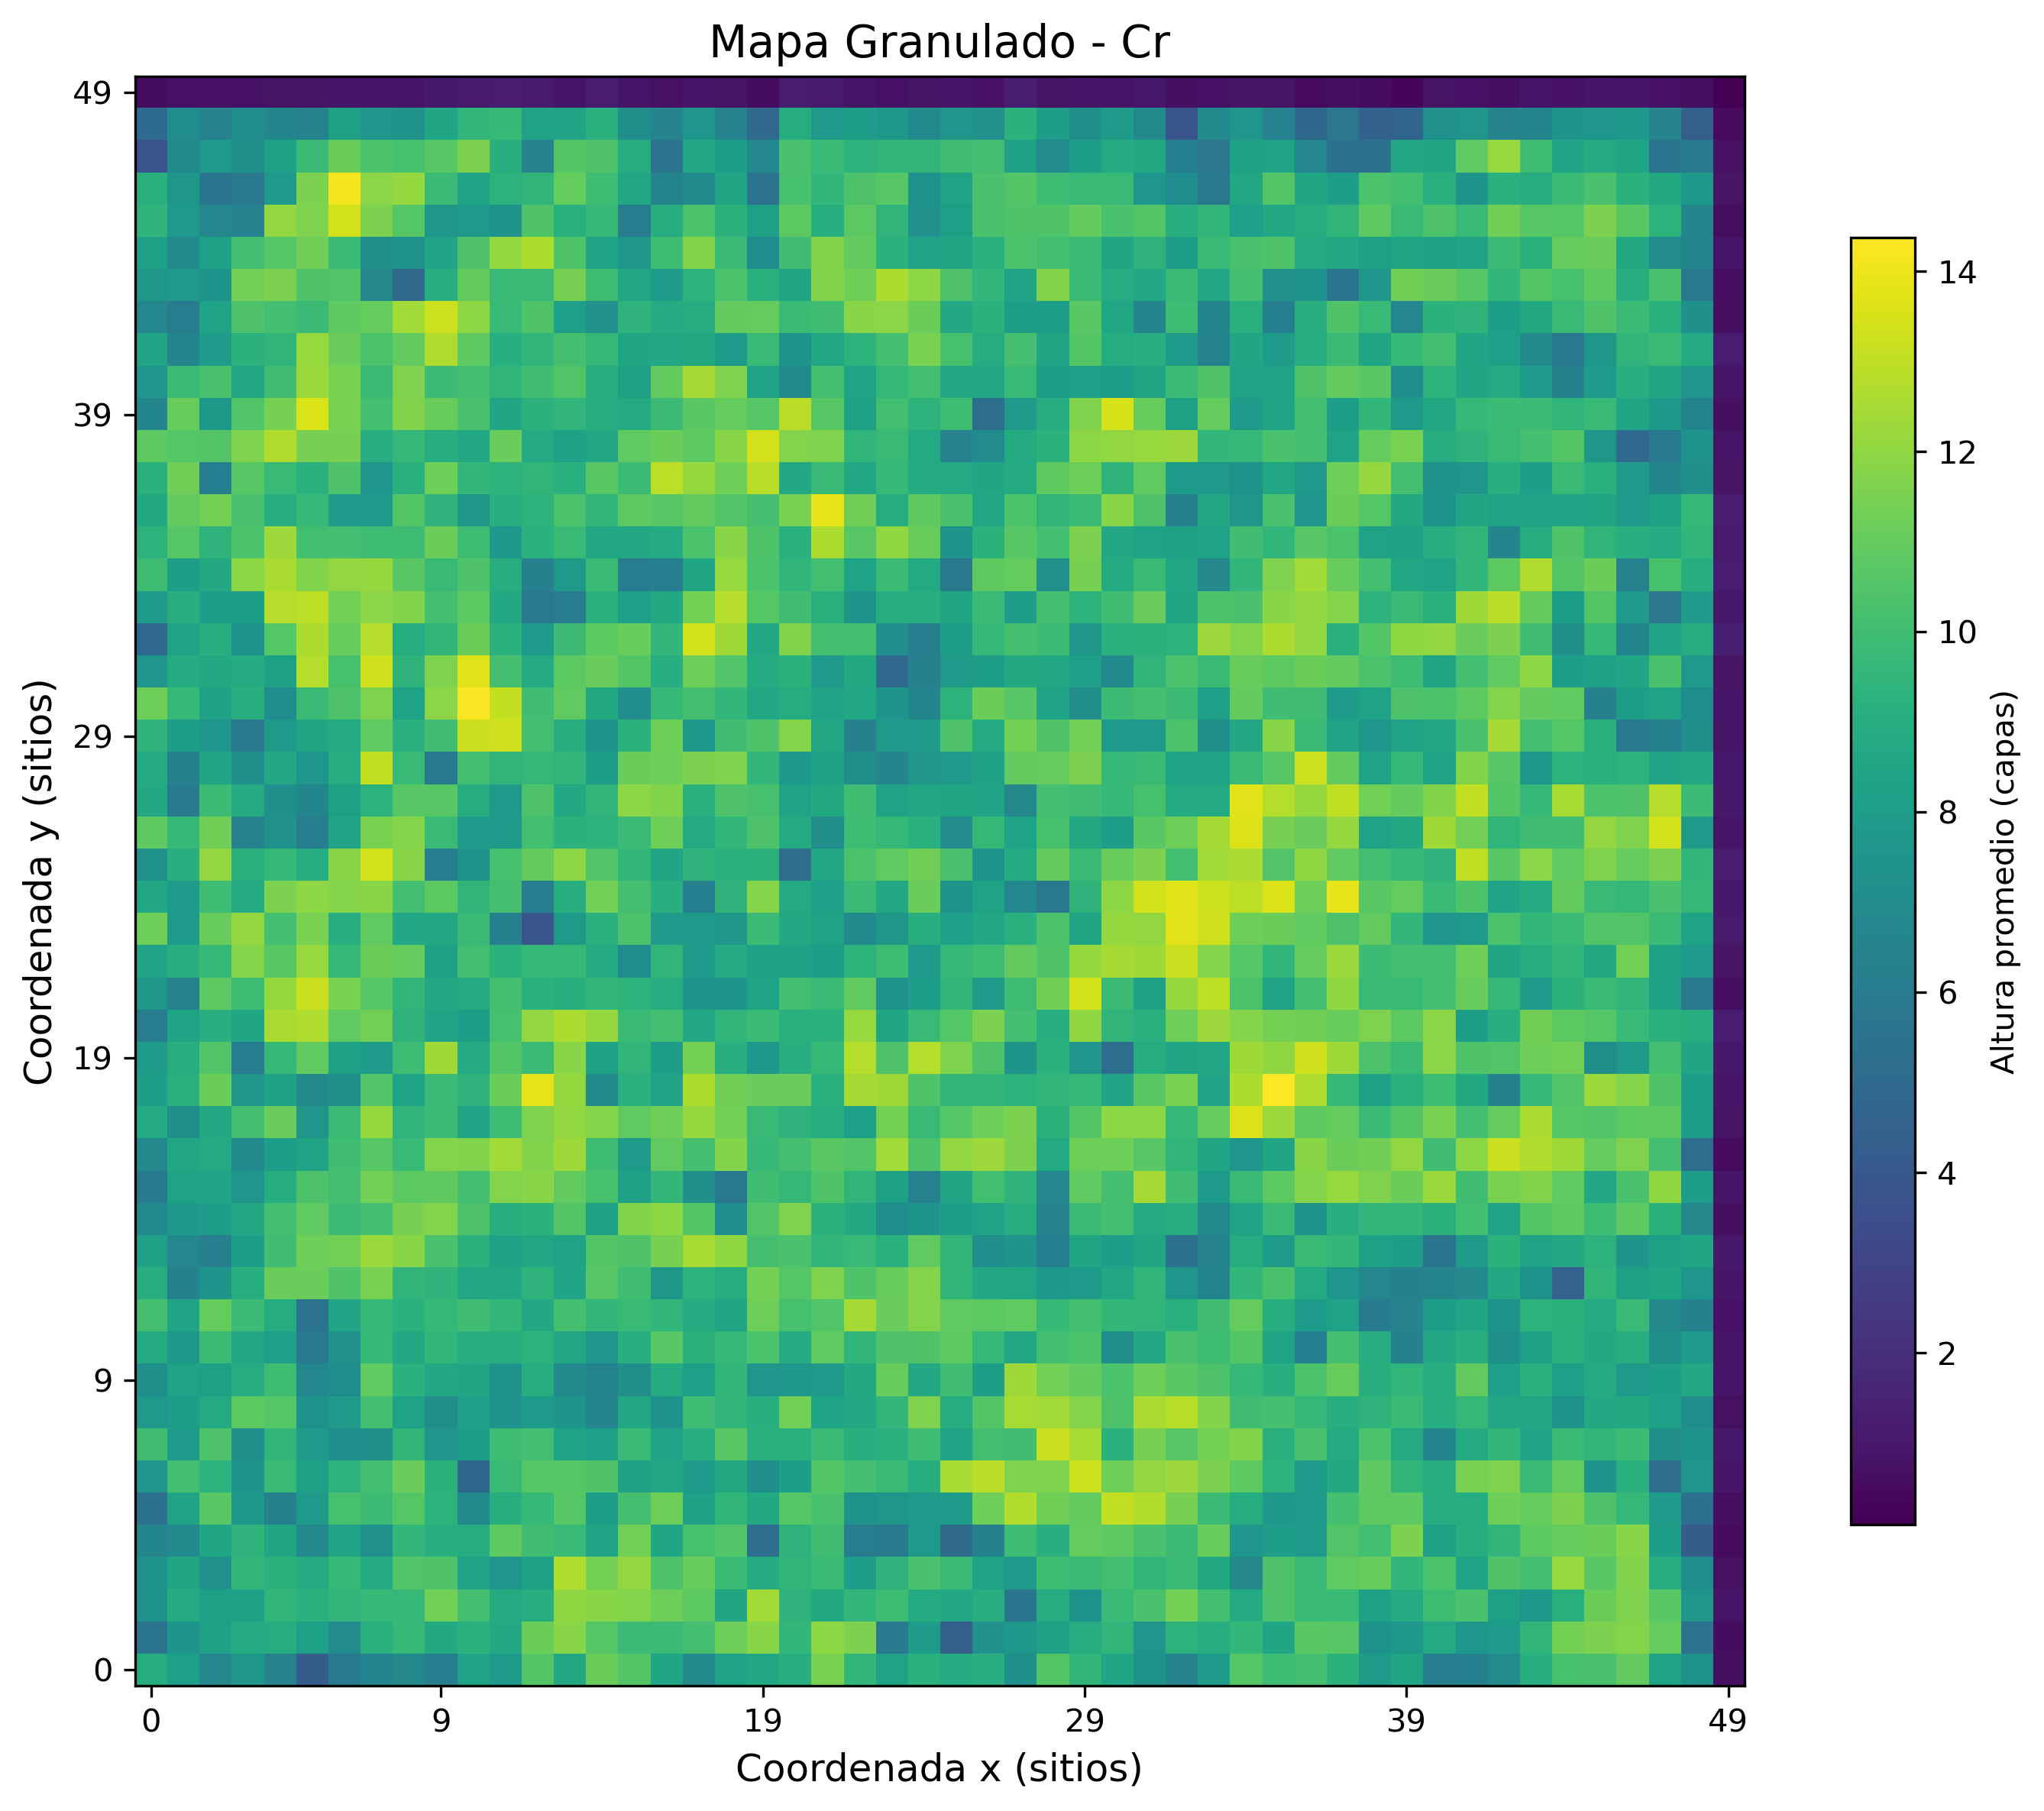 Mapa Granulado - Cr
49
39
29
19
9
0
Coordenada y (sitios)
0 9 19 29 39 49
Coordenada x (sitios)
14
12
10
8
6
4
2
Altura promedio (capas)